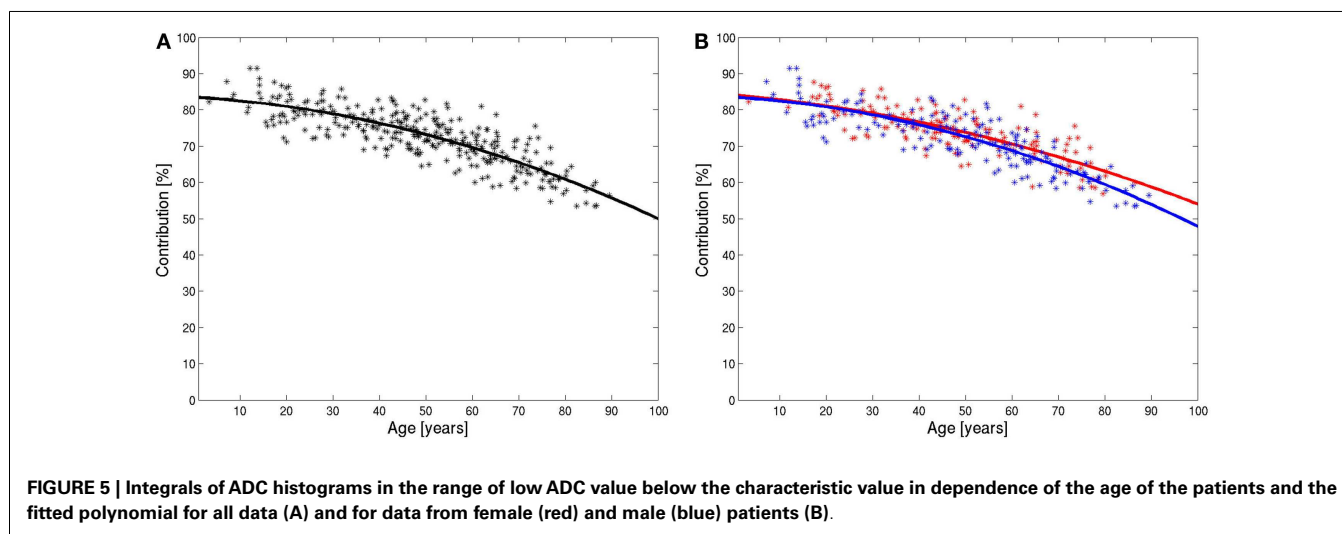 A
Contribution [%]
100
90
80
70
60
50
40
30
20
10
0
10 20 30 40 50 60 70 80 90 100
Age [years]
B
Contribution [%]
100
90
80
70
60
50
40
30
20
10
0
10 20 30 40 50 60 70 80 90 100
Age [years]
FIGURE 5 | Integrals of ADC histograms in the range of low ADC value below the characteristic value in dependence of the age of the patients and the
fitted polynomial for all data (A) and for data from female (red) and male (blue) patients (B).